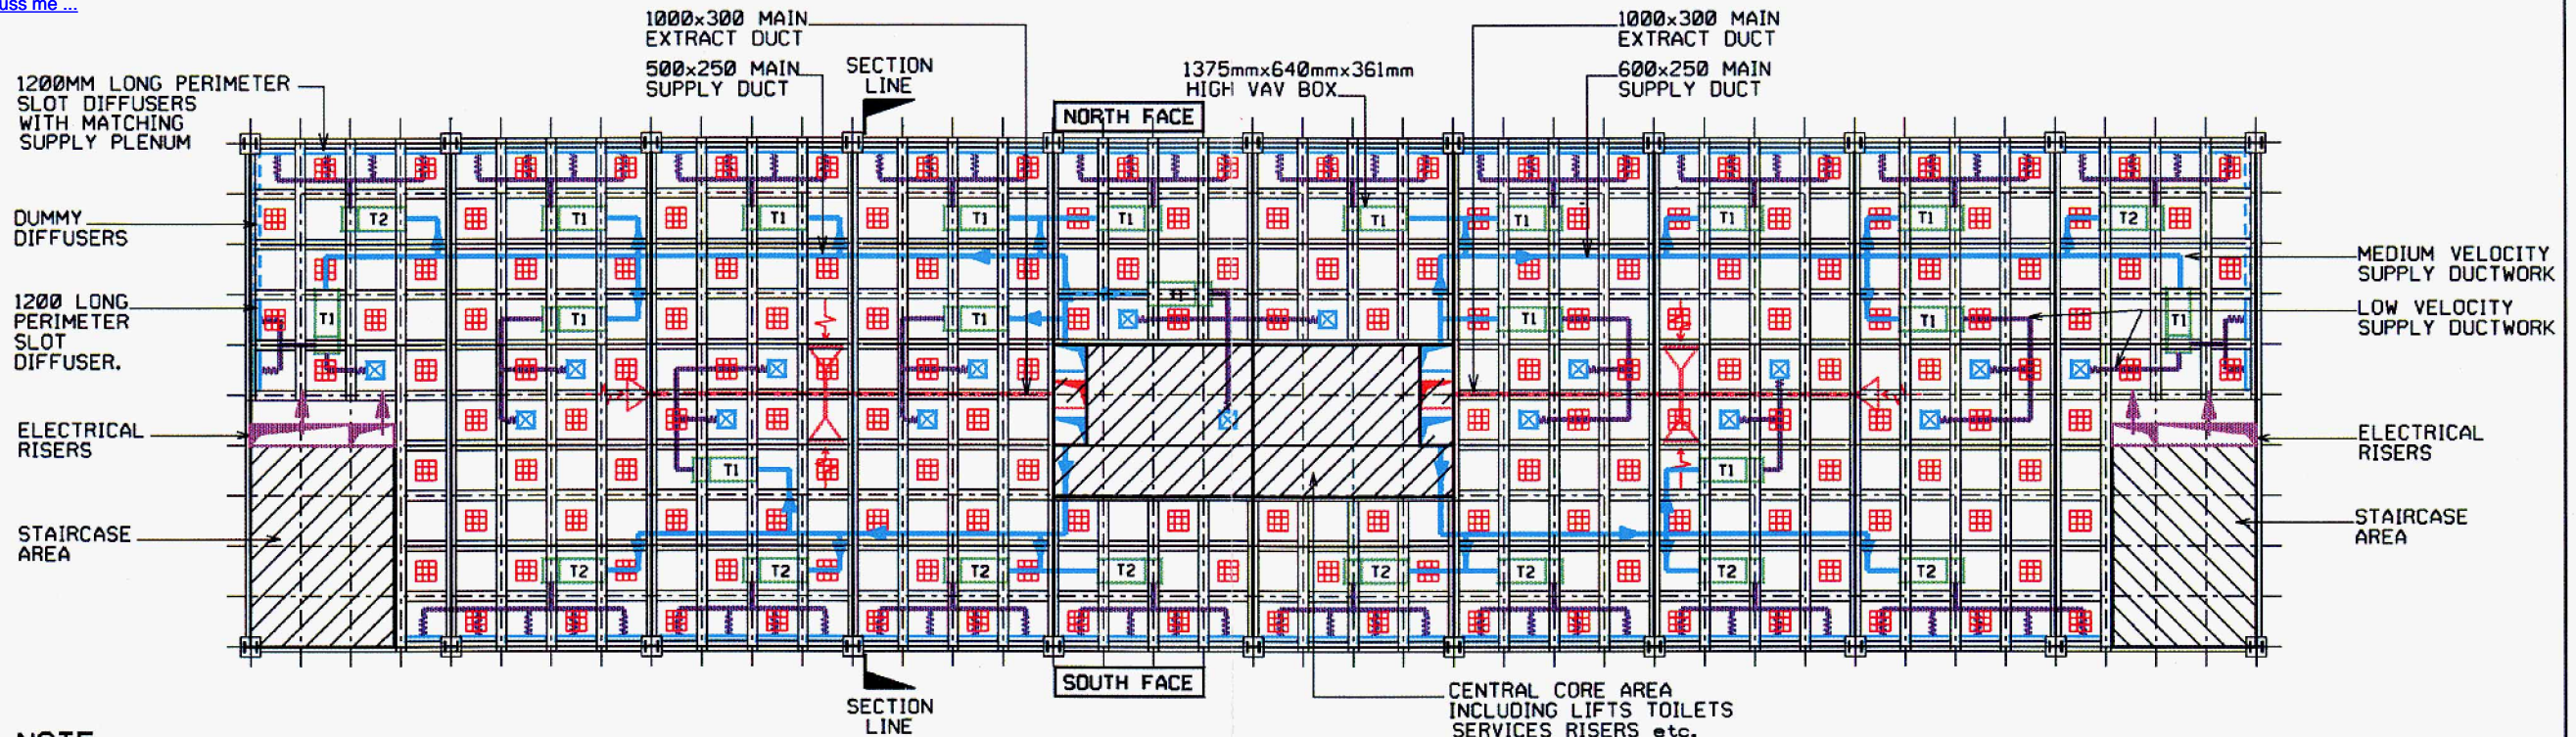 uss me ...
1000x300 MAIN
EXTRACT DUCT
500x250 MAIN
SUPPLY DUCT
SECTION
LINE
1375mmx640mmx361mm
HIGH VAV BOX
1000x300 MAIN
EXTRACT DUCT
600x250 MAIN
SUPPLY DUCT
1200MM LONG PERIMETER
SLOT DIFFUSERS
WITH MATCHING
SUPPLY PLENUM
NORTH FACE
DUMMY
DIFFUSERS
T2 T1 T1 T1 T1 T1 T1 T1 T1 T2
MEDIUM VELOCITY
SUPPLY DUCTWORK
1200 LONG
PERIMETER
SLOT
DIFFUSER.
T1 T1 T1 T1 T1 T1
LOW VELOCITY
SUPPLY DUCTWORK
ELECTRICAL
RISERS
T1 T1
ELECTRICAL
RISERS
STAIRCASE
AREA
STAIRCASE
AREA
T2 T2 T2 T2 T2 T2 T2 T2
SOUTH FACE
SECTION
LINE
CENTRAL CORE AREA
INCLUDING LIFTS TOILETS
SERVICES RISERS etc.
NOTE